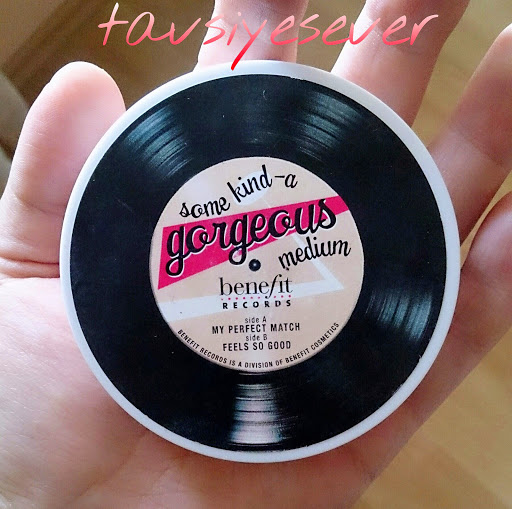 tavsiyesever
some kind-a
gorgeous
medium
benefit
RECORDS
side A
MY PERFECT MATCH
side B
FEELS SO GOOD
BENEFIT RECORDS IS A DIVISION OF BENEFIT COSMETICS